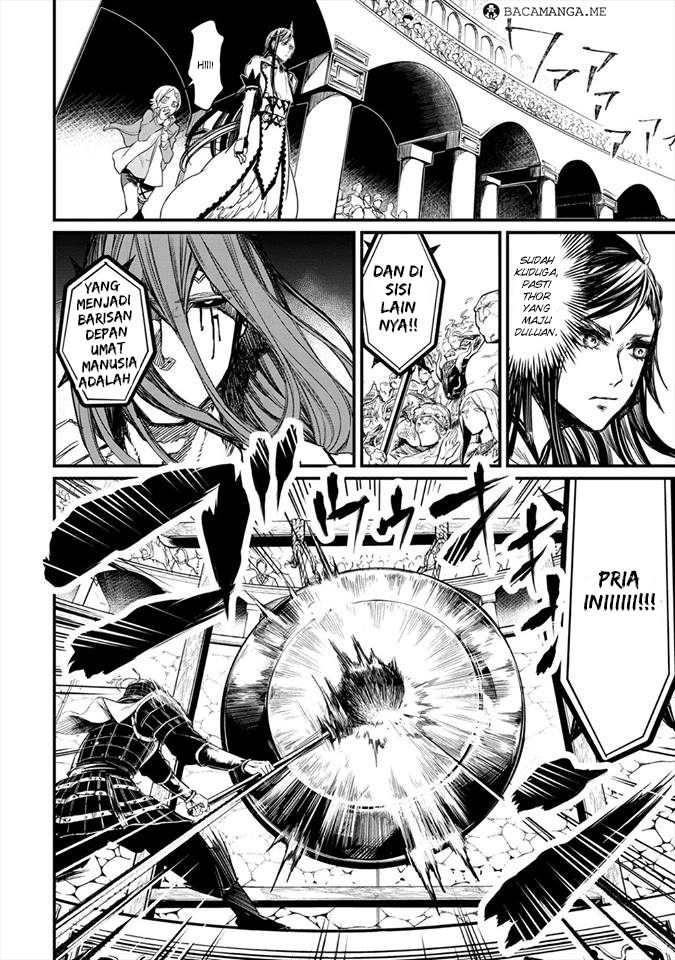 BACAMANGA.ME
HIIII
ワァァァァ
SUDAH
KUDUGA,
PASTI
THOR
YANG
MAJU
DULUAN.
DAN DI
SISI
LAIN
NYA!!
YANG
MENJADI
BARISAN
DEPAN
UMAT
MANUSIA
ADALAH
PRIA
INIIIIII!!!